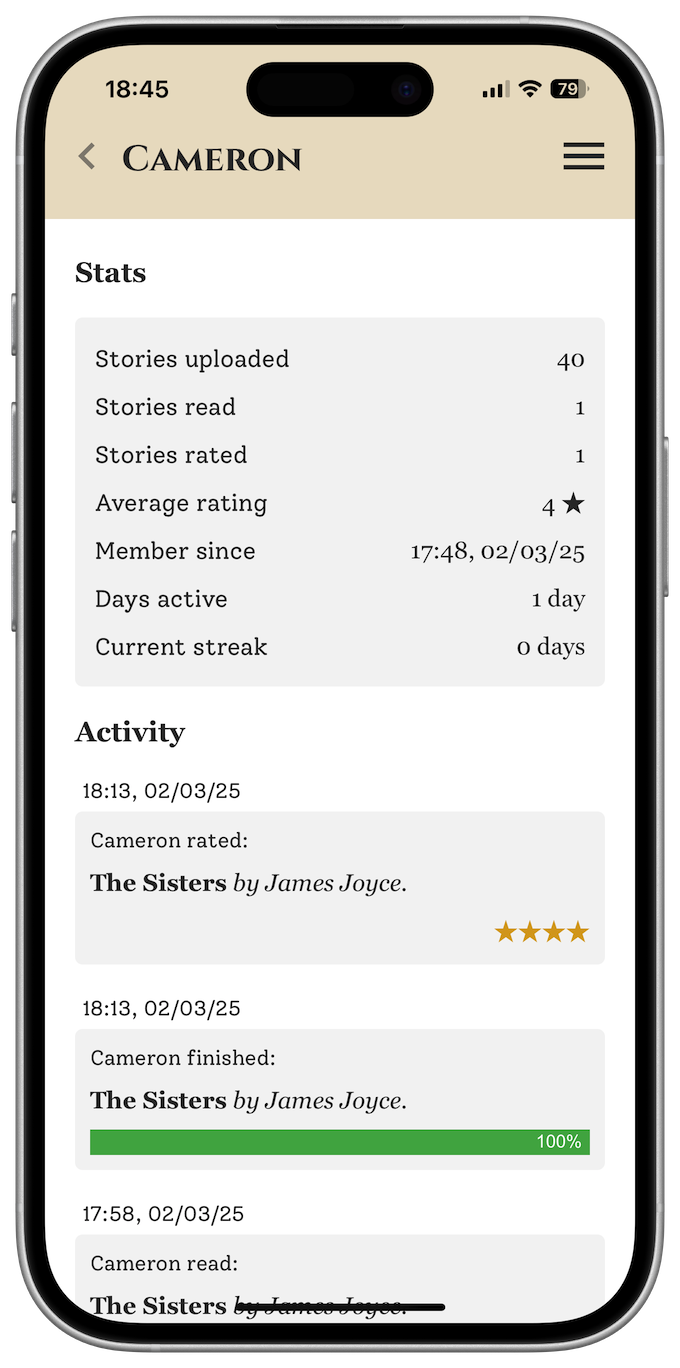 18:45
79
Cameron
Stats
Stories uploaded 40
Stories read 1
Stories rated 1
Average rating 4 ★
Member since 17:48, 02/03/25
Days active 1 day
Current streak 0 days
Activity
18:13, 02/03/25
Cameron rated:
The Sisters by James Joyce.
★★★★
18:13, 02/03/25
Cameron finished:
The Sisters by James Joyce.
100%
17:58, 02/03/25
Cameron read:
The Sisters by James Joyce.